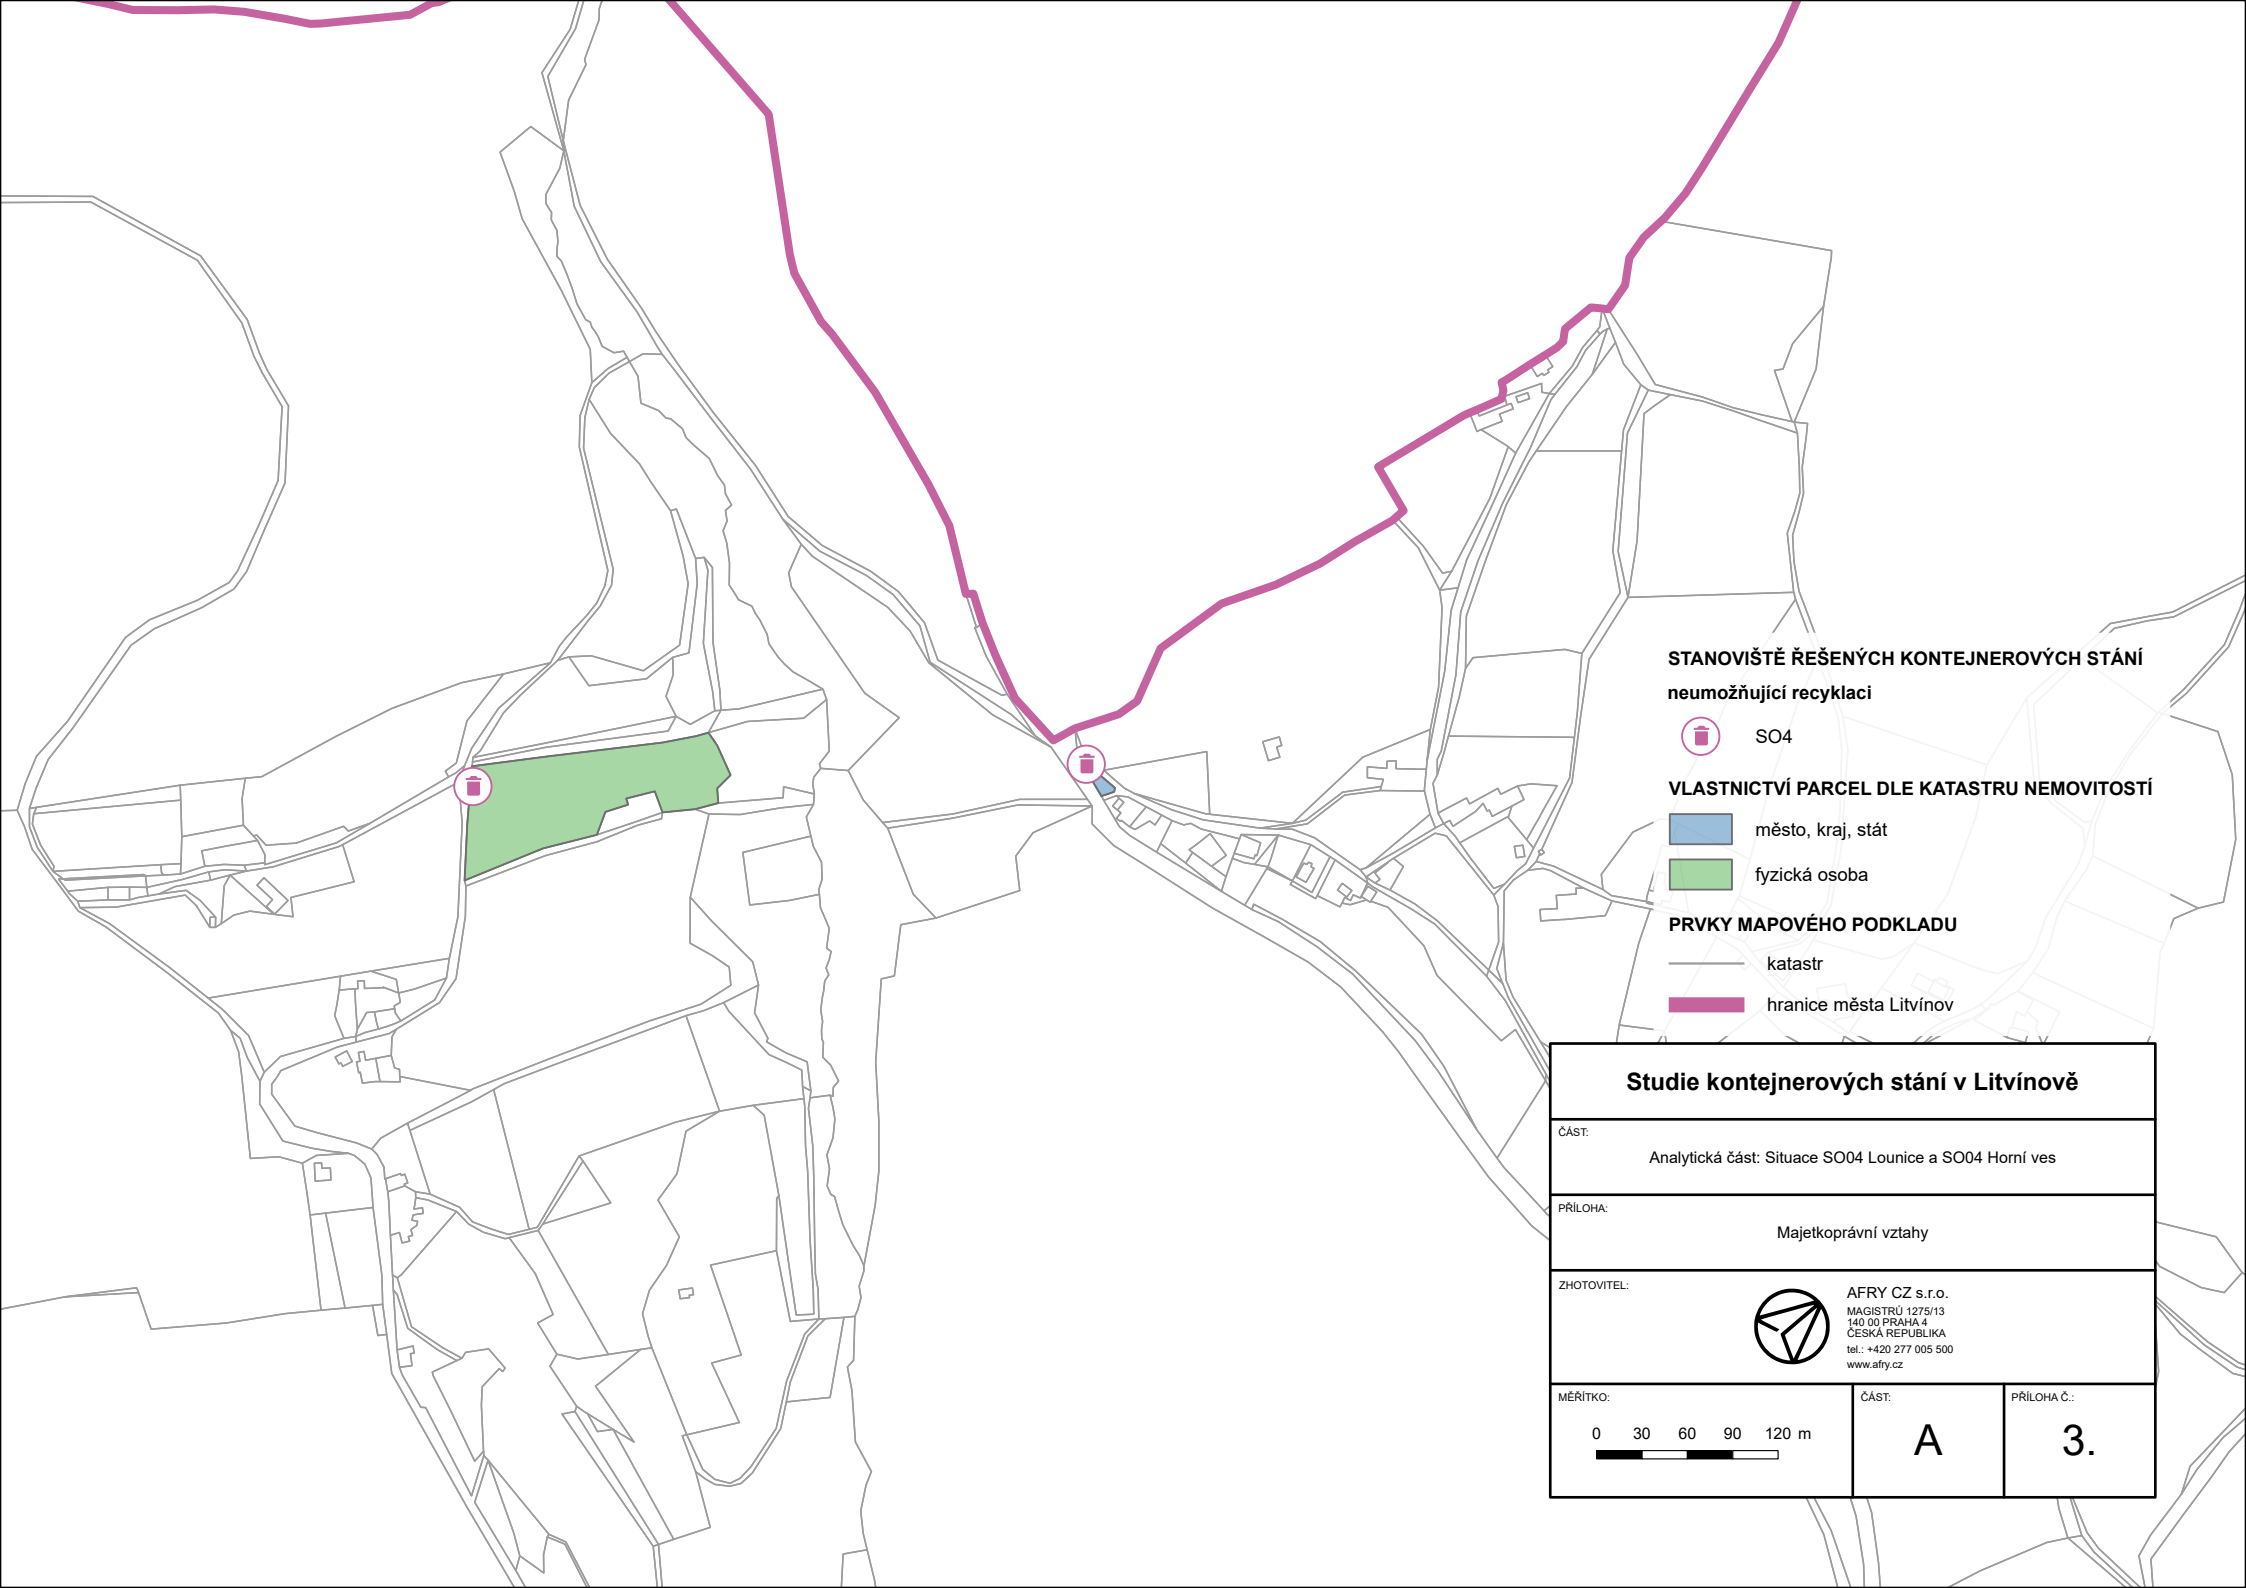 STANOVIŠTĚ ŘEŠENÝCH KONTEJNEROVÝCH STÁNÍ
neumožňující recyklaci
SO4
VLASTNICTVÍ PARCEL DLE KATASTRU NEMOVITOSTÍ
město, kraj, stát
fyzická osoba
PRVKY MAPOVÉHO PODKLADU
katastr
hranice města Litvínov
Studie kontejnerových stání v Litvínově
ČÁST:
Analytická část: Situace SO04 Lounice a SO04 Horní ves
PŘÍLOHA:
Majetkoprávní vztahy
ZHOTOVITEL:
AFRY CZ s.r.o.
MAGISTRŮ 1275/13
140 00 PRAHA 4
ČESKÁ REPUBLIKA
tel.: +420 277 005 500
www.afry.cz
MĚŘÍTKO:
0 30 60 90 120 m
ČÁST:
A
PŘÍLOHA Č.:
3.